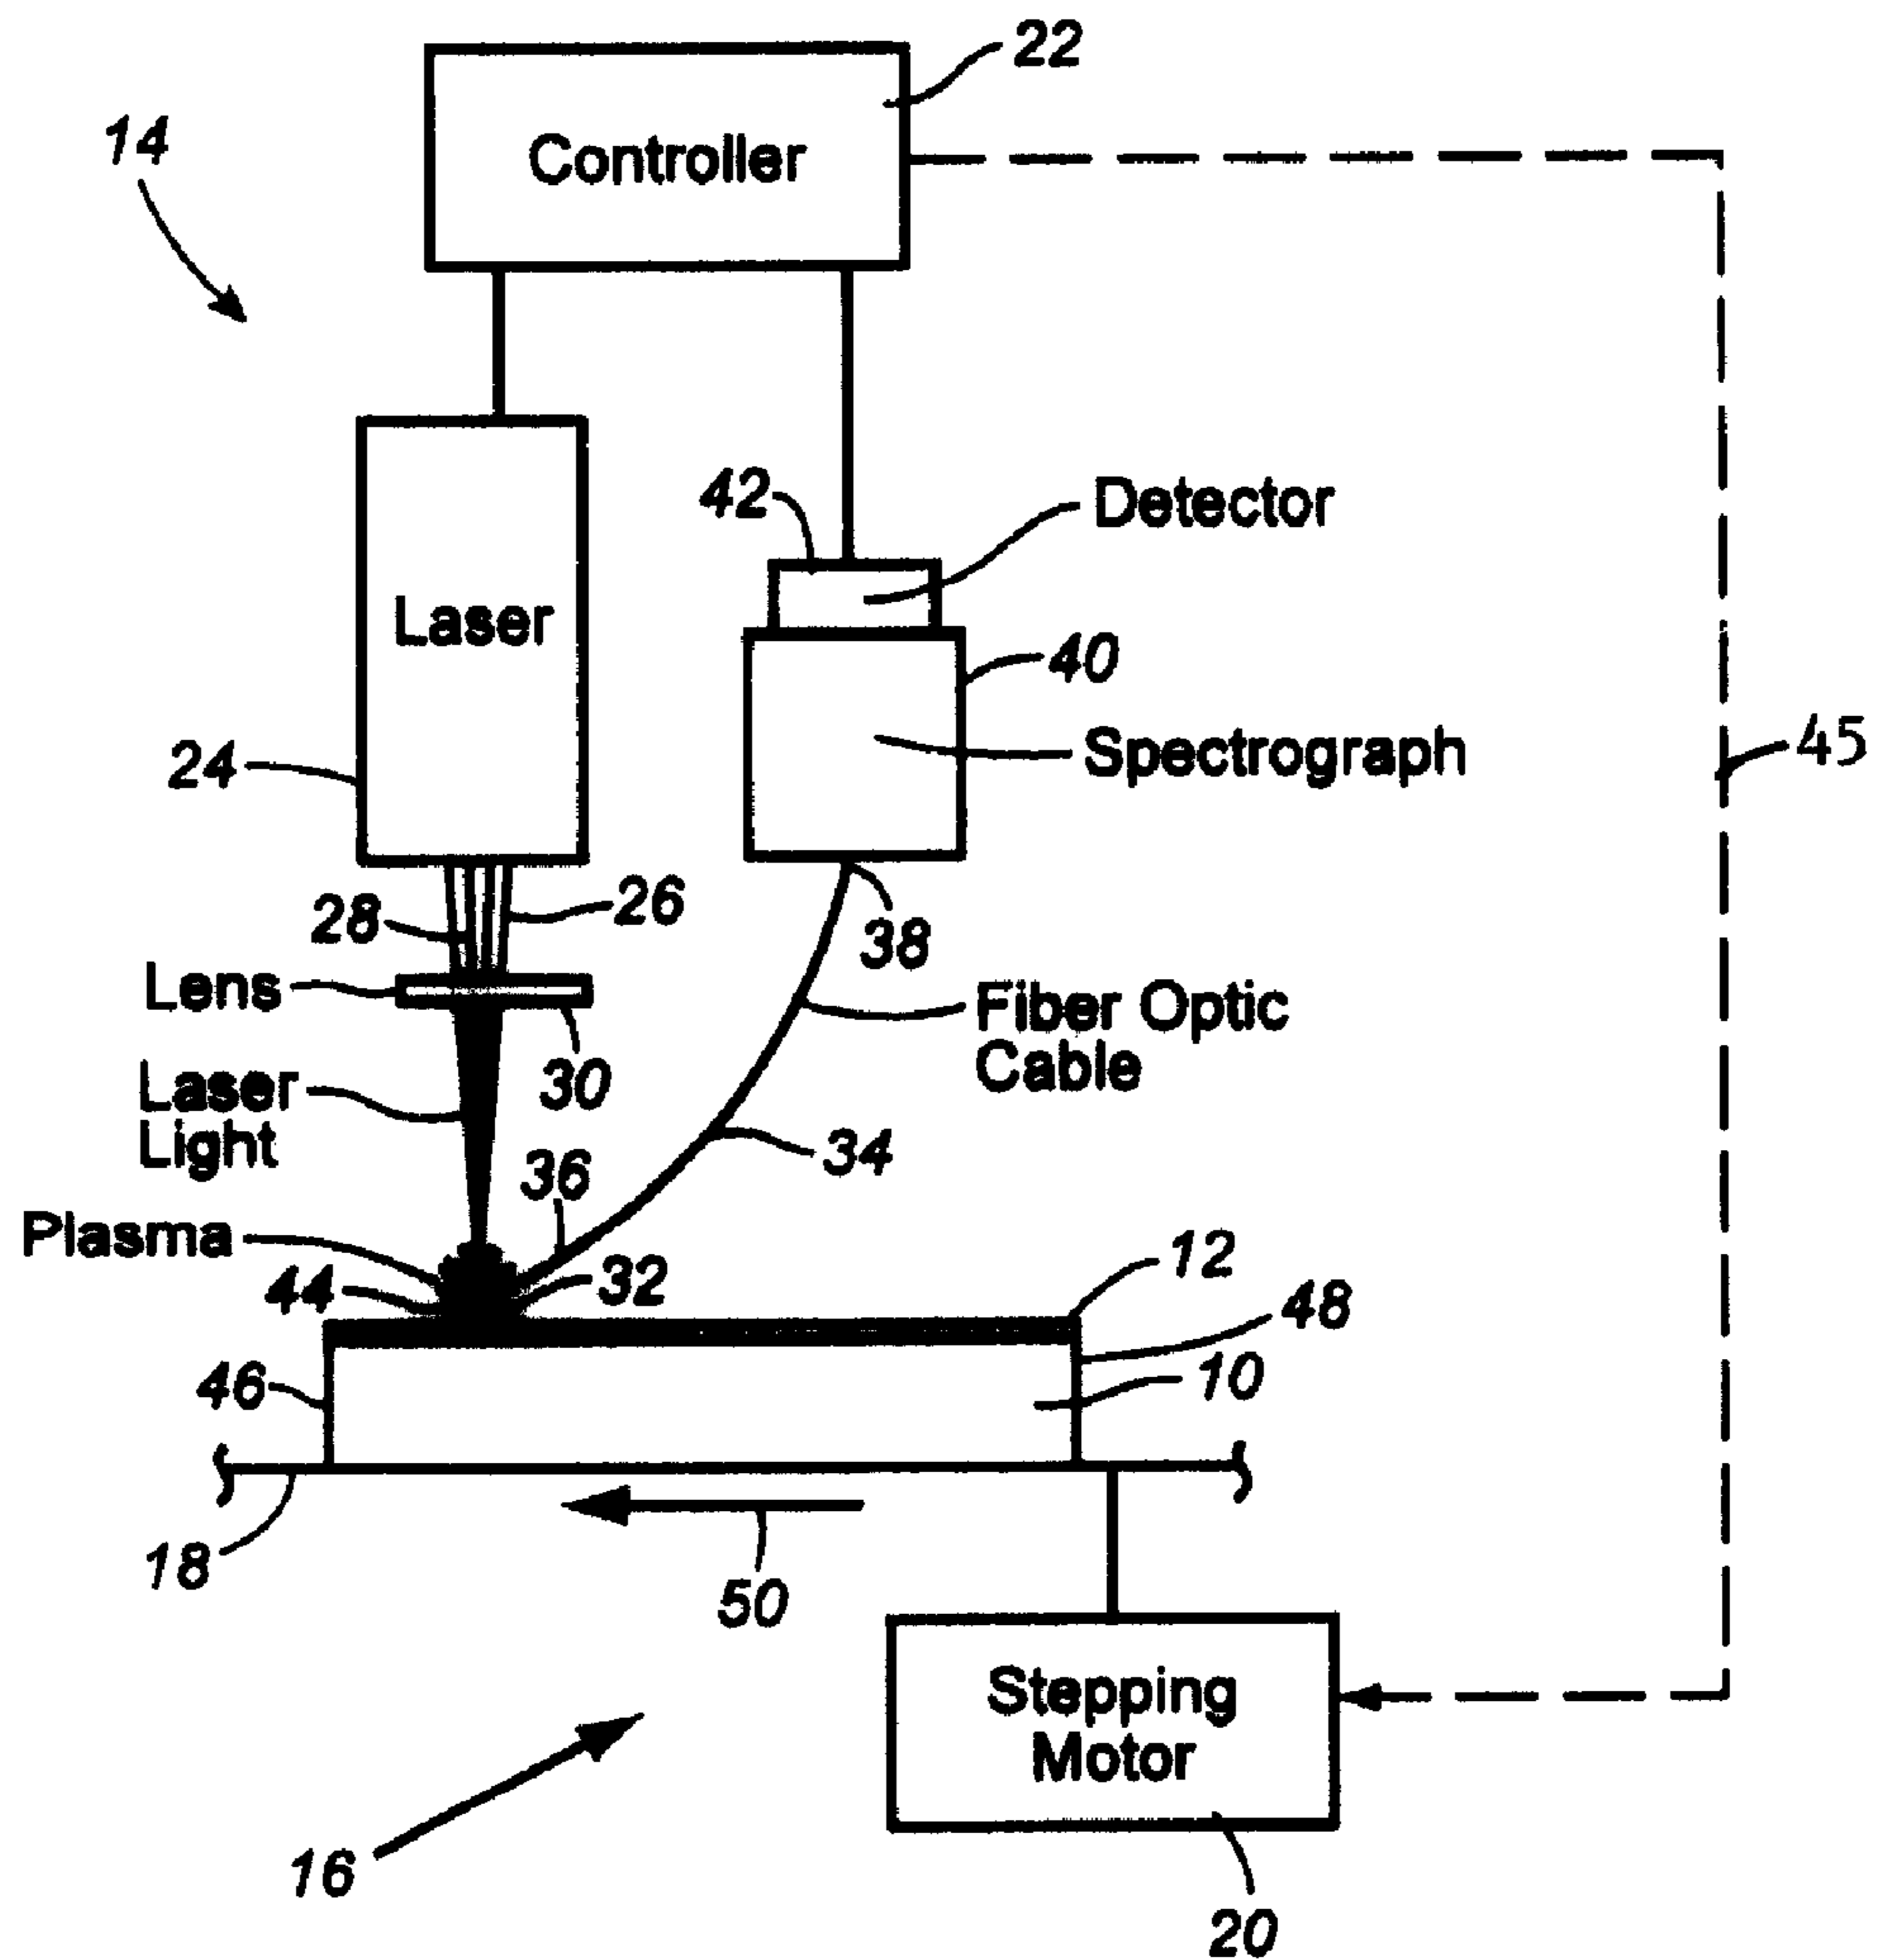 22
14
Controller
42
Detector
Laser
40
24
Spectrograph
45
28
26
38
Lens
Fiber Optic
Cable
30
Laser
Light
34
36
Plasma
12
44
32
48
46
10
18
50
Stepping
Motor
16
20